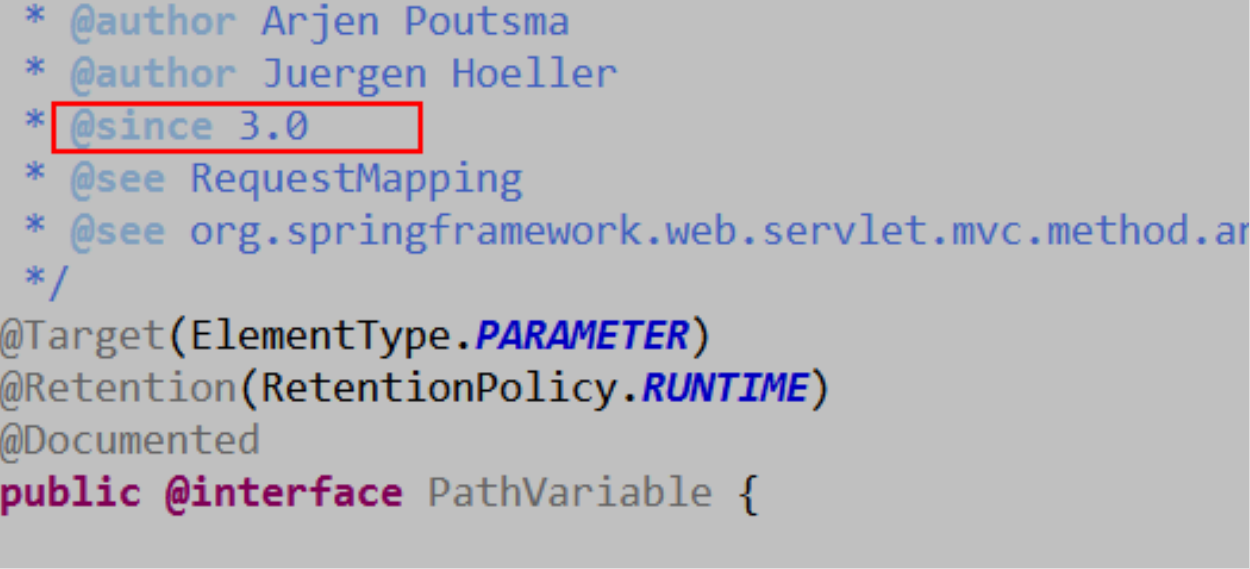 * @author Arjen Poutsma
* @author Juergen Hoeller
* @since 3.0
* @see RequestMapping
* @see org.springframework.web.servlet.mvc.method.ar
*/
@Target(ElementType.PARAMETER)
@Retention(RetentionPolicy.RUNTIME)
@Documented
public @interface PathVariable {